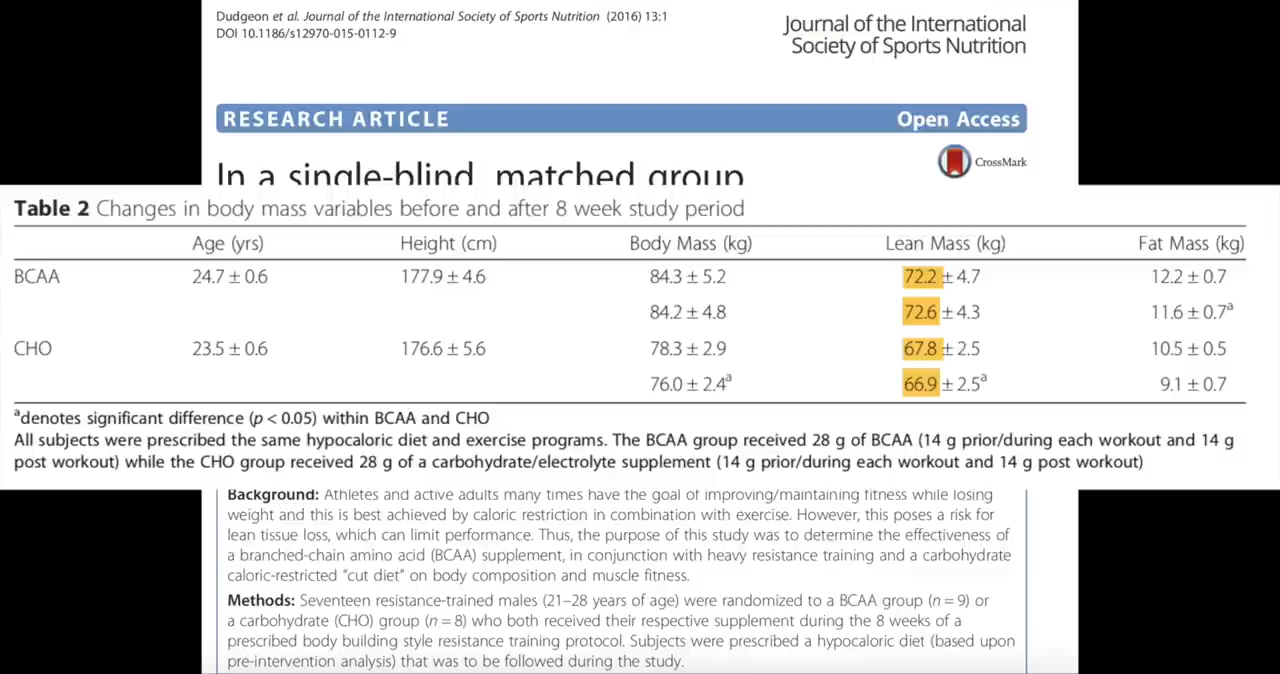 Dudgeon et al. Journal of the International Society of Sports Nutrition (2016) 13:1
DOI 10.1186/s12970-015-0112-9
Journal of the International
Society of Sports Nutrition
RESEARCH ARTICLE Open Access
CrossMark
In a single-blind, matched group
Table 2 Changes in body mass variables before and after 8 week study period
Age (yrs) Height (cm) Body Mass (kg) Lean Mass (kg) Fat Mass (kg)
BCAA 24.7 ± 0.6 177.9 ± 4.6 84.3 ± 5.2 72.2 ± 4.7 12.2 ± 0.7
84.2 ± 4.8 72.6 ± 4.3 11.6 ± 0.7ᵃ
CHO 23.5 ± 0.6 176.6 ± 5.6 78.3 ± 2.9 67.8 ± 2.5 10.5 ± 0.5
76.0 ± 2.4ᵃ 66.9 ± 2.5ᵃ 9.1 ± 0.7
ᵃdenotes significant difference (p < 0.05) within BCAA and CHO
All subjects were prescribed the same hypocaloric diet and exercise programs. The BCAA group received 28 g of BCAA (14 g prior/during each workout and 14 g
post workout) while the CHO group received 28 g of a carbohydrate/electrolyte supplement (14 g prior/during each workout and 14 g post workout)
Background: Athletes and active adults many times have the goal of improving/maintaining fitness while losing
weight and this is best achieved by caloric restriction in combination with exercise. However, this poses a risk for
lean tissue loss, which can limit performance. Thus, the purpose of this study was to determine the effectiveness of
a branched-chain amino acid (BCAA) supplement, in conjunction with heavy resistance training and a carbohydrate
caloric-restricted “cut diet” on body composition and muscle fitness.
Methods: Seventeen resistance-trained males (21–28 years of age) were randomized to a BCAA group (n = 9) or
a carbohydrate (CHO) group (n = 8) who both received their respective supplement during the 8 weeks of a
prescribed body building style resistance training protocol. Subjects were prescribed a hypocaloric diet (based upon
pre-intervention analysis) that was to be followed during the study.